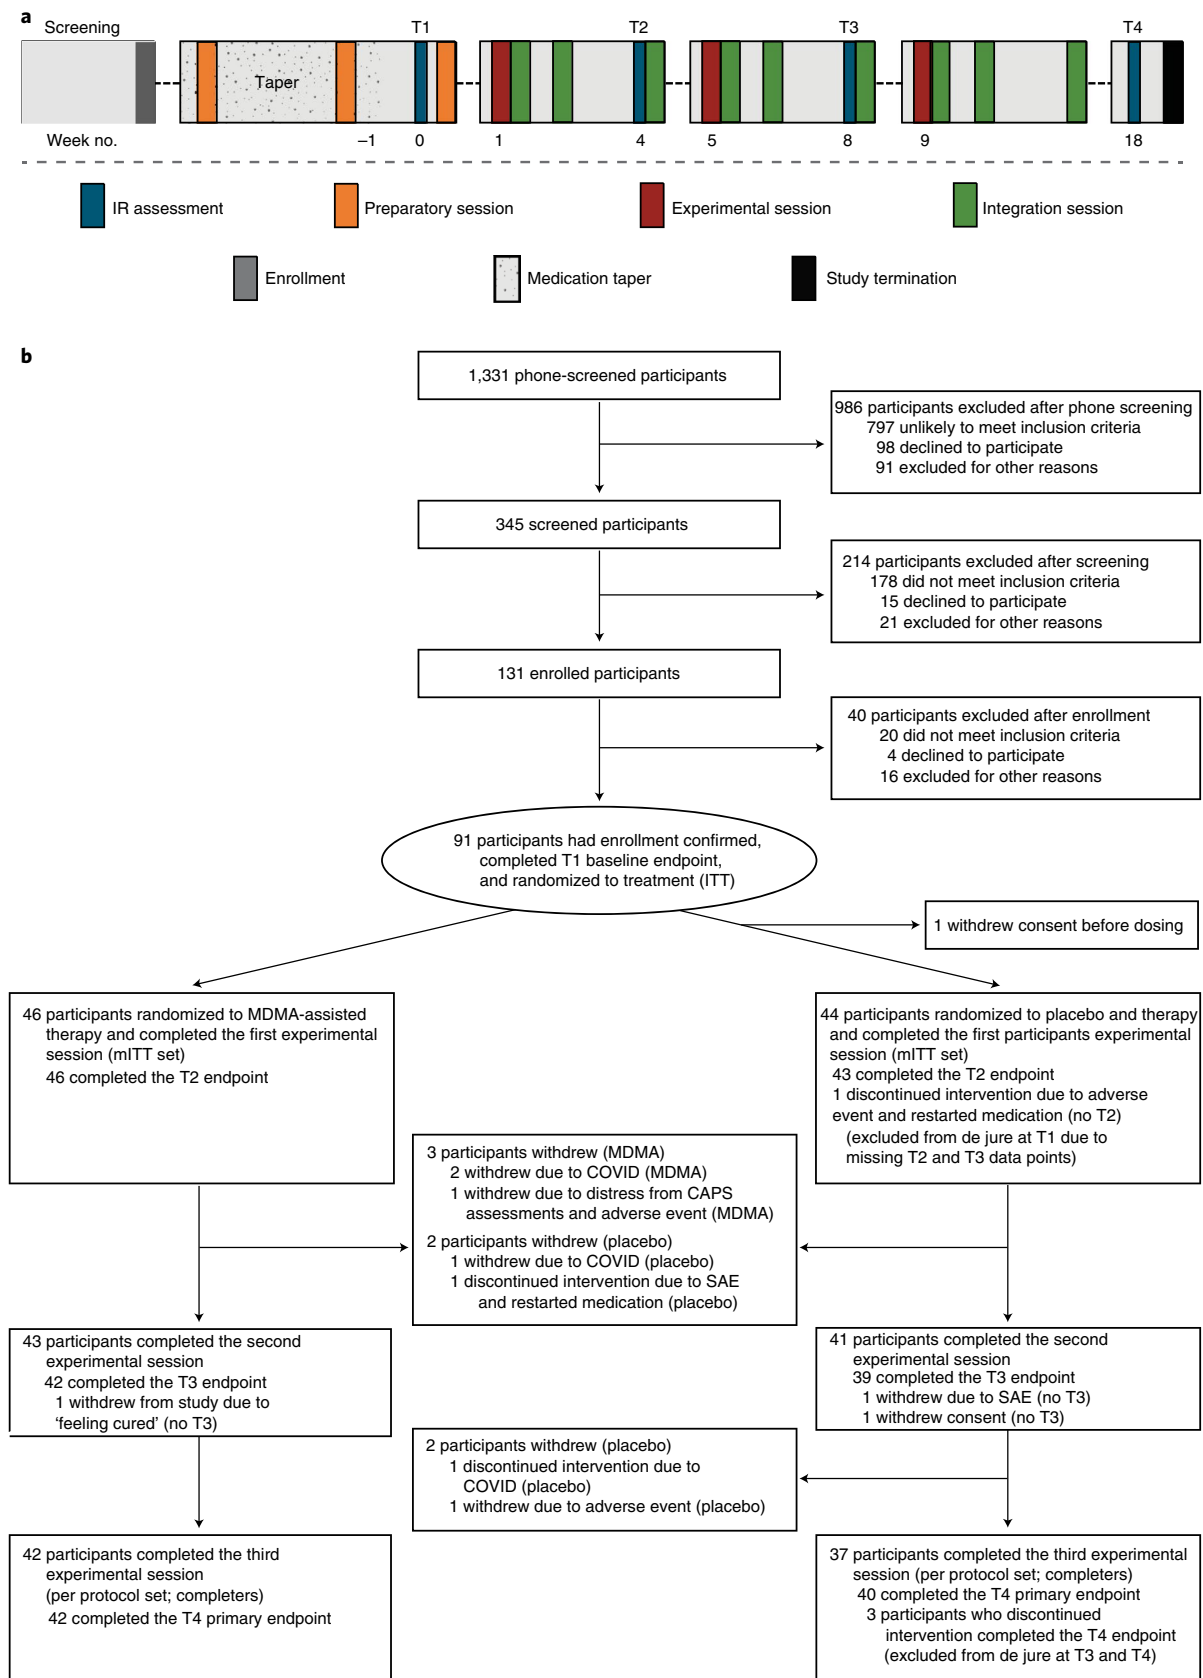 a
Screening
T1
T2
T3
T4
Taper
Week no.
–1
0
1
4
5
8
9
18
IR assessment
Preparatory session
Experimental session
Integration session
Enrollment
Medication taper
Study termination
b
1,331 phone-screened participants
986 participants excluded after phone screening
797 unlikely to meet inclusion criteria
98 declined to participate
91 excluded for other reasons
345 screened participants
214 participants excluded after screening
178 did not meet inclusion criteria
15 declined to participate
21 excluded for other reasons
131 enrolled participants
40 participants excluded after enrollment
20 did not meet inclusion criteria
4 declined to participate
16 excluded for other reasons
91 participants had enrollment confirmed,
completed T1 baseline endpoint,
and randomized to treatment (ITT)
1 withdrew consent before dosing
46 participants randomized to MDMA-assisted
therapy and completed the first experimental
session (mITT set)
46 completed the T2 endpoint
44 participants randomized to placebo and therapy
and completed the first participants experimental
session (mITT set)
43 completed the T2 endpoint
1 discontinued intervention due to adverse
event and restarted medication (no T2)
(excluded from de jure at T1 due to
missing T2 and T3 data points)
3 participants withdrew (MDMA)
2 withdrew due to COVID (MDMA)
1 withdrew due to distress from CAPS
assessments and adverse event (MDMA)
2 participants withdrew (placebo)
1 withdrew due to COVID (placebo)
1 discontinued intervention due to SAE
and restarted medication (placebo)
43 participants completed the second
experimental session
42 completed the T3 endpoint
1 withdrew from study due to
‘feeling cured’ (no T3)
41 participants completed the second
experimental session
39 completed the T3 endpoint
1 withdrew due to SAE (no T3)
1 withdrew consent (no T3)
2 participants withdrew (placebo)
1 discontinued intervention due to
COVID (placebo)
1 withdrew due to adverse event (placebo)
42 participants completed the third
experimental session
(per protocol set; completers)
42 completed the T4 primary endpoint
37 participants completed the third experimental
session (per protocol set; completers)
40 completed the T4 primary endpoint
3 participants who discontinued
intervention completed the T4 endpoint
(excluded from de jure at T3 and T4)